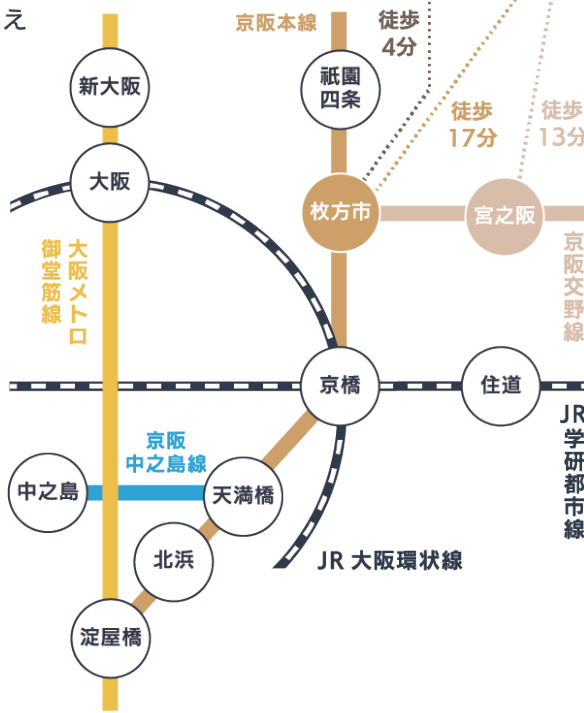 え
京阪本線
徒歩
4分
新大阪
祇園
四条
徒歩
17分
徒歩
13分
大阪
枚方市
宮之阪
大阪メトロ
御堂筋線
京阪交野線
京橋
住道
JR
学研都市線
京阪
中之島線
中之島
天満橋
北浜
JR 大阪環状線
淀屋橋